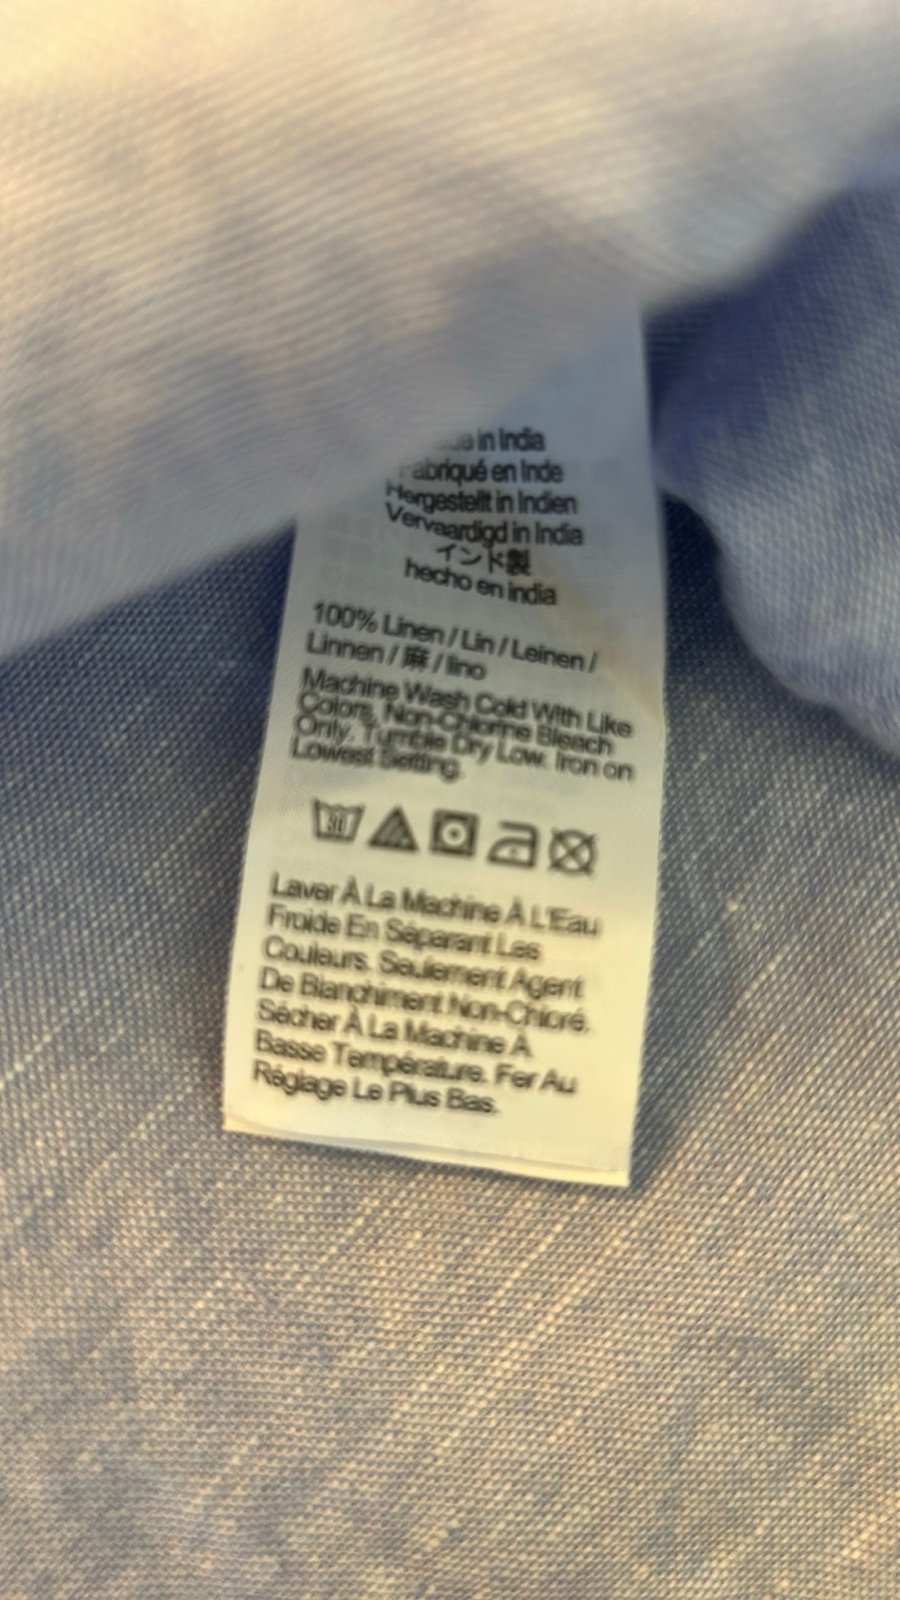 in India
Fabriqué en Inde
Hergestellt in Indien
Vervaardigd in India
インド製
hecho en india
100% Linen / Lin / Leinen /
Linnen / 麻 / lino
Machine Wash Cold With Like
Colors. Non-Chlorine Bleach
Only. Tumble Dry Low. Iron on
Lowest Setting.
30
Laver À La Machine À L'Eau
Froide En Séparant Les
Couleurs. Seulement Agent
De Blanchiment Non-Chloré.
Sécher À La Machine À
Basse Température. Fer Au
Réglage Le Plus Bas.